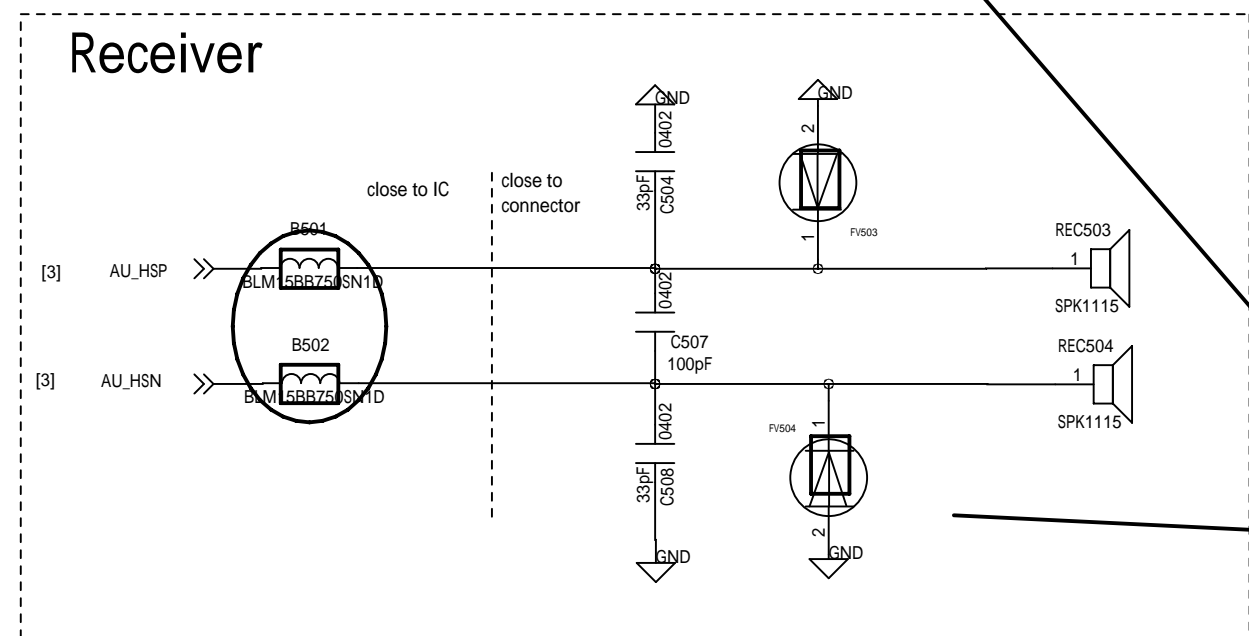 Receiver
GND
GND
0402
2
33pF
C504
close to IC
close to
connector
1
FV503
B501
REC503
[3]
AU_HSP
1
BLM15BB750SN1D
SPK1115
0402
C507
100pF
B502
REC504
[3]
AU_HSN
1
BLM15BB750SN1D
SPK1115
0402
FV504
1
33pF
C508
2
GND
GND